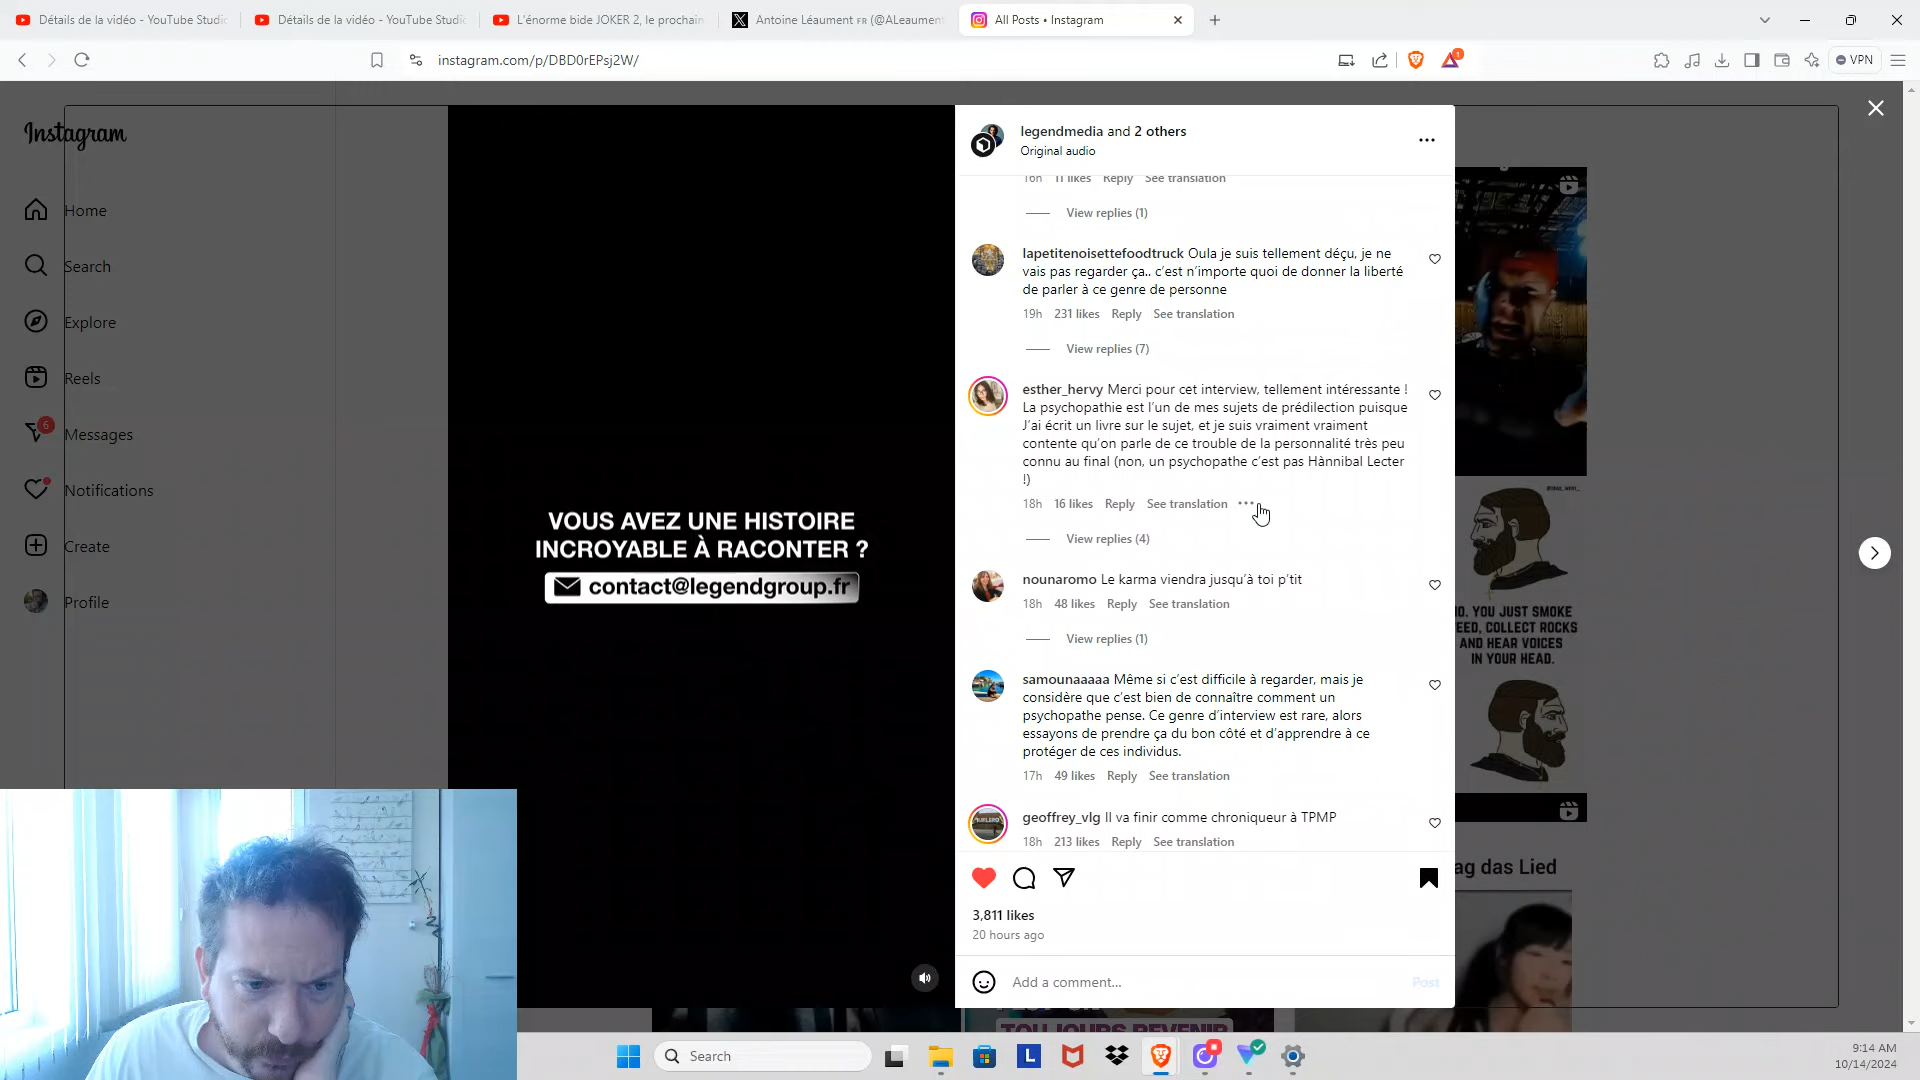 Détails de la vidéo - YouTube Studio
Détails de la vidéo - YouTube Studio
L'énorme bide JOKER 2, le prochain
Antoine Léaument FR (@ALeaument
All Posts • Instagram
instagram.com/p/DBD0rEPsj2W/
1
VPN
Instagram
Home
Search
Explore
Reels
6
Messages
Notifications
Create
Profile
VOUS AVEZ UNE HISTOIRE
INCROYABLE À RACONTER ?
contact@legendgroup.fr
legendmedia and 2 others
Original audio
16h 11 likes Reply See translation
View replies (1)
lapetitenoisettefoodtruck Oula je suis tellement déçu, je ne
vais pas regarder ça.. c’est n’importe quoi de donner la liberté
de parler à ce genre de personne
19h 231 likes Reply See translation
View replies (7)
esther_hervy Merci pour cet interview, tellement intéressante !
La psychopathie est l’un de mes sujets de prédilection puisque
J’ai écrit un livre sur le sujet, et je suis vraiment vraiment
contente qu’on parle de ce trouble de la personnalité très peu
connu au final (non, un psychopathe c’est pas Hànnibal Lecter
!)
18h 16 likes Reply See translation
View replies (4)
nounaromo Le karma viendra jusqu’à toi p’tit
18h 48 likes Reply See translation
View replies (1)
samounaaaaa Même si c’est difficile à regarder, mais je
considère que c’est bien de connaître comment un
psychopathe pense. Ce genre d’interview est rare, alors
essayons de prendre ça du bon côté et d’apprendre à ce
protéger de ces individus.
17h 49 likes Reply See translation
geoffrey_vlg Il va finir comme chroniqueur à TPMP
18h 213 likes Reply See translation
3,811 likes
20 hours ago
Add a comment...
Post
O. YOU JUST SMOKE
EED, COLLECT ROCKS
AND HEAR VOICES
IN YOUR HEAD.
ag das Lied
TOUJOURS REVENIR
Search
L
9:14 AM
10/14/2024